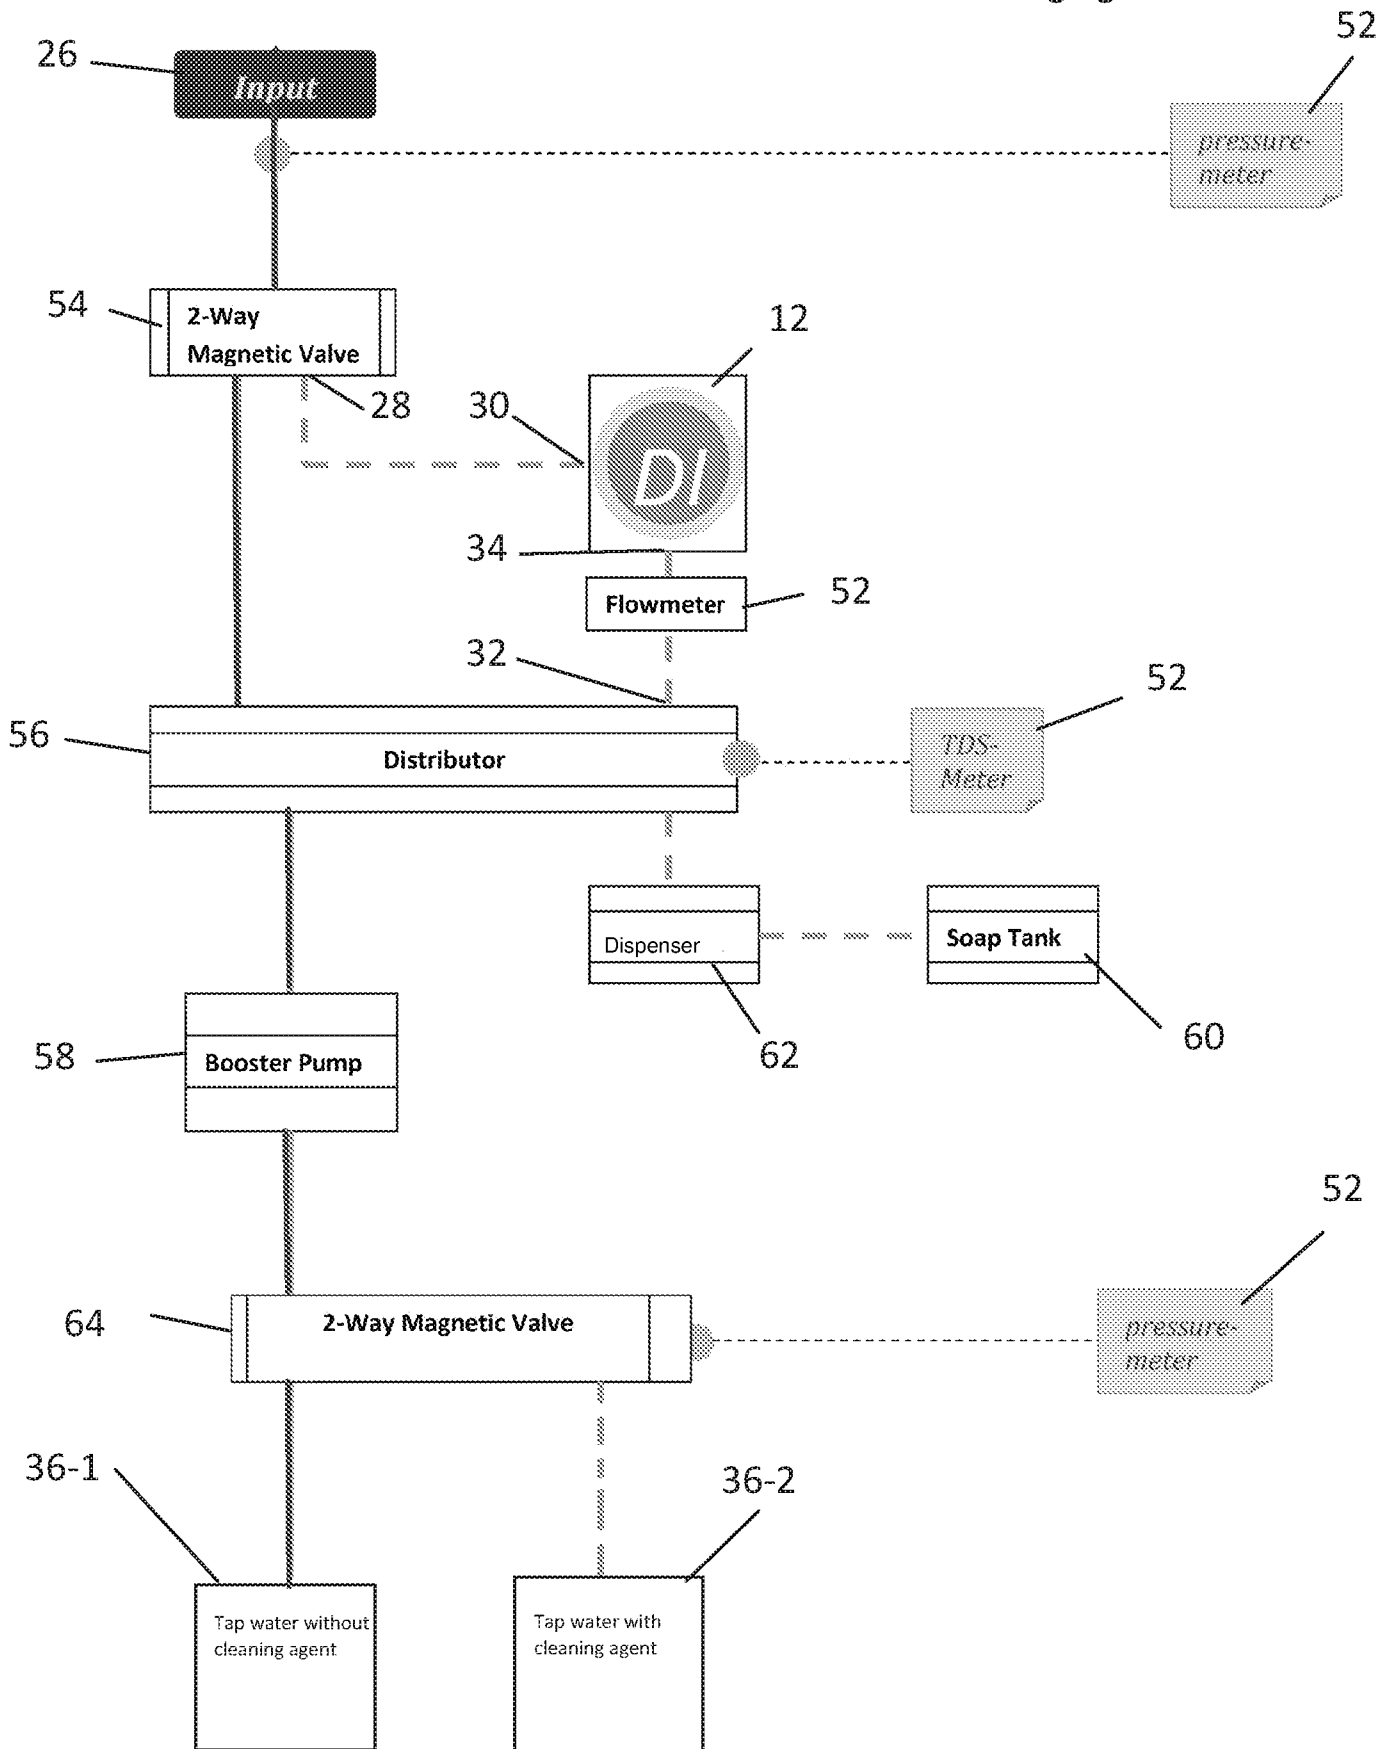 52
26
Input
pressure-
meter
54
2-Way
Magnetic Valve
12
28
30
DI
34
Flowmeter
52
32
52
56
Distributor
TDS-
Meter
Dispenser
Soap Tank
58
Booster Pump
62
60
52
64
2-Way Magnetic Valve
pressure-
meter
36-1
36-2
Tap water without
cleaning agent
Tap water with
cleaning agent